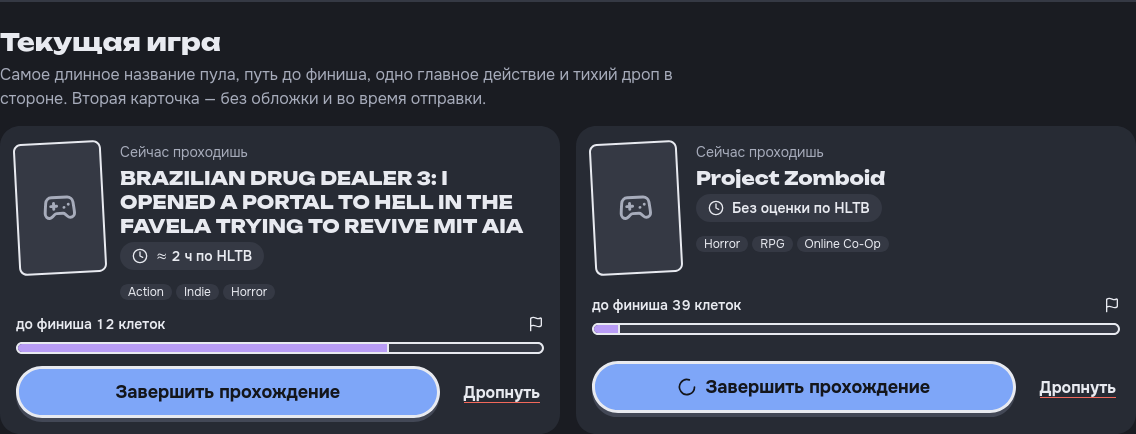 Текущая игра
Самое длинное название пула, путь до финиша, одно главное действие и тихий дроп в
стороне. Вторая карточка — без обложки и во время отправки.
Сейчас проходишь
BRAZILIAN DRUG DEALER 3: I
OPENED A PORTAL TO HELL IN THE
FAVELA TRYING TO REVIVE MIT AIA
≈ 2 ч по HLTB
Action
Indie
Horror
до финиша 12 клеток
Завершить прохождение
Дропнуть
Сейчас проходишь
Project Zomboid
Без оценки по HLTB
Horror
RPG
Online Co-Op
до финиша 39 клеток
Завершить прохождение
Дропнуть